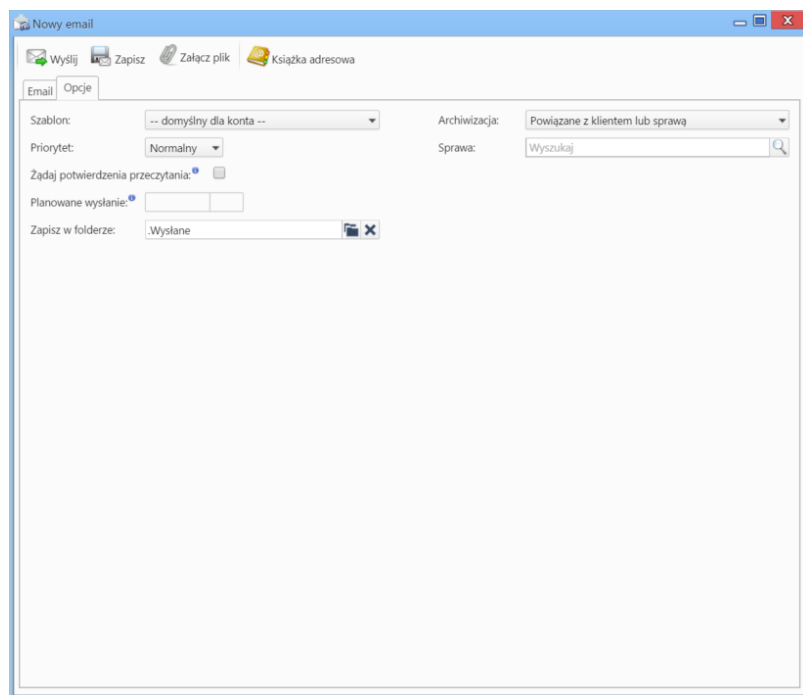 Nowy email
Wyślij Zapisz Załącz plik Książka adresowa
Email Opcje
Szablon: -- domyślny dla konta -- Archiwizacja: Powiązane z klientem lub sprawą
Priorytet: Normalny Sprawa: Wyszukaj
Żądaj potwierdzenia przeczytania:
Planowane wysłanie:
Zapisz w folderze: .Wysłane